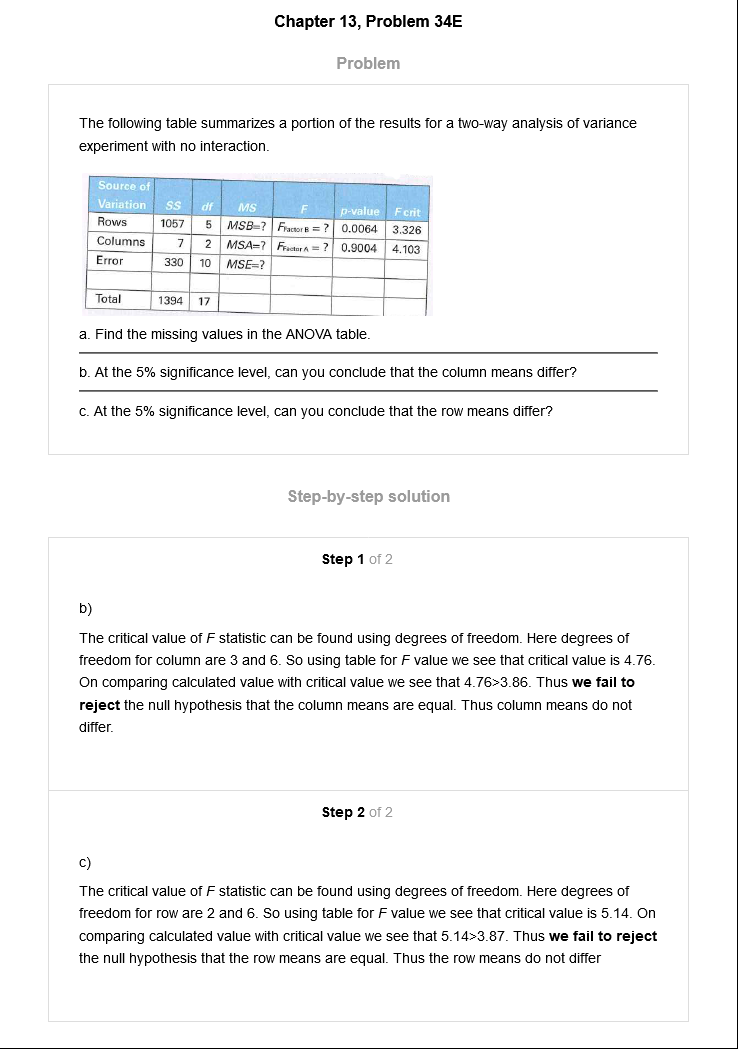 Chapter 13, Problem 34E
Problem
The following table summarizes a portion of the results for a two-way analysis of variance
experiment with no interaction.
Source of
Variation SS df MS F p-value F crit
Rows 1057 5 MSB=? FFactor B = ? 0.0064 3.326
Columns 7 2 MSA=? FFactor A = ? 0.9004 4.103
Error 330 10 MSE=?
Total 1394 17
a. Find the missing values in the ANOVA table.
b. At the 5% significance level, can you conclude that the column means differ?
c. At the 5% significance level, can you conclude that the row means differ?
Step-by-step solution
Step 1 of 2
b)
The critical value of F statistic can be found using degrees of freedom. Here degrees of
freedom for column are 3 and 6. So using table for F value we see that critical value is 4.76.
On comparing calculated value with critical value we see that 4.76>3.86. Thus we fail to
reject the null hypothesis that the column means are equal. Thus column means do not
differ.
Step 2 of 2
c)
The critical value of F statistic can be found using degrees of freedom. Here degrees of
freedom for row are 2 and 6. So using table for F value we see that critical value is 5.14. On
comparing calculated value with critical value we see that 5.14>3.87. Thus we fail to reject
the null hypothesis that the row means are equal. Thus the row means do not differ